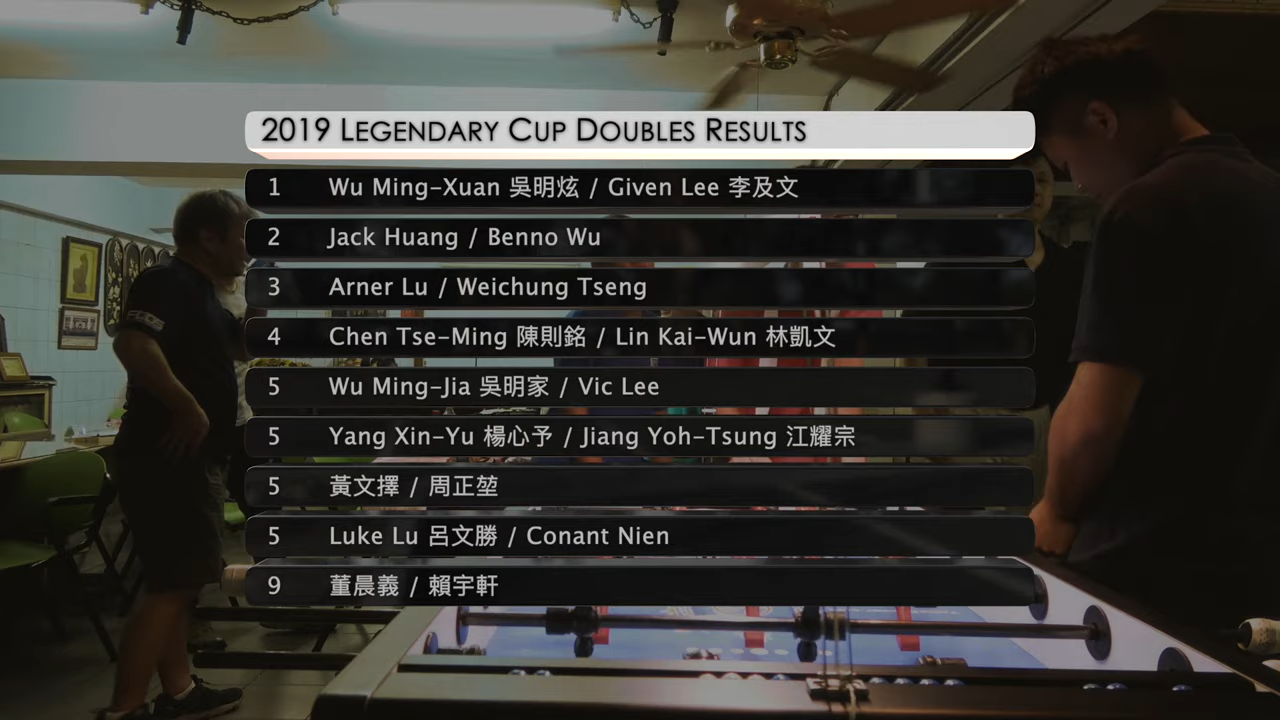 2019 Legendary Cup Doubles Results
1 Wu Ming-Xuan 吳明炫 / Given Lee 李及文
2 Jack Huang / Benno Wu
3 Arner Lu / Weichung Tseng
4 Chen Tse-Ming 陳則銘 / Lin Kai-Wun 林凱文
5 Wu Ming-Jia 吳明家 / Vic Lee
5 Yang Xin-Yu 楊心予 / Jiang Yoh-Tsung 江耀宗
5 黃文擇 / 周正堃
5 Luke Lu 呂文勝 / Conant Nien
9 董晨義 / 賴宇軒